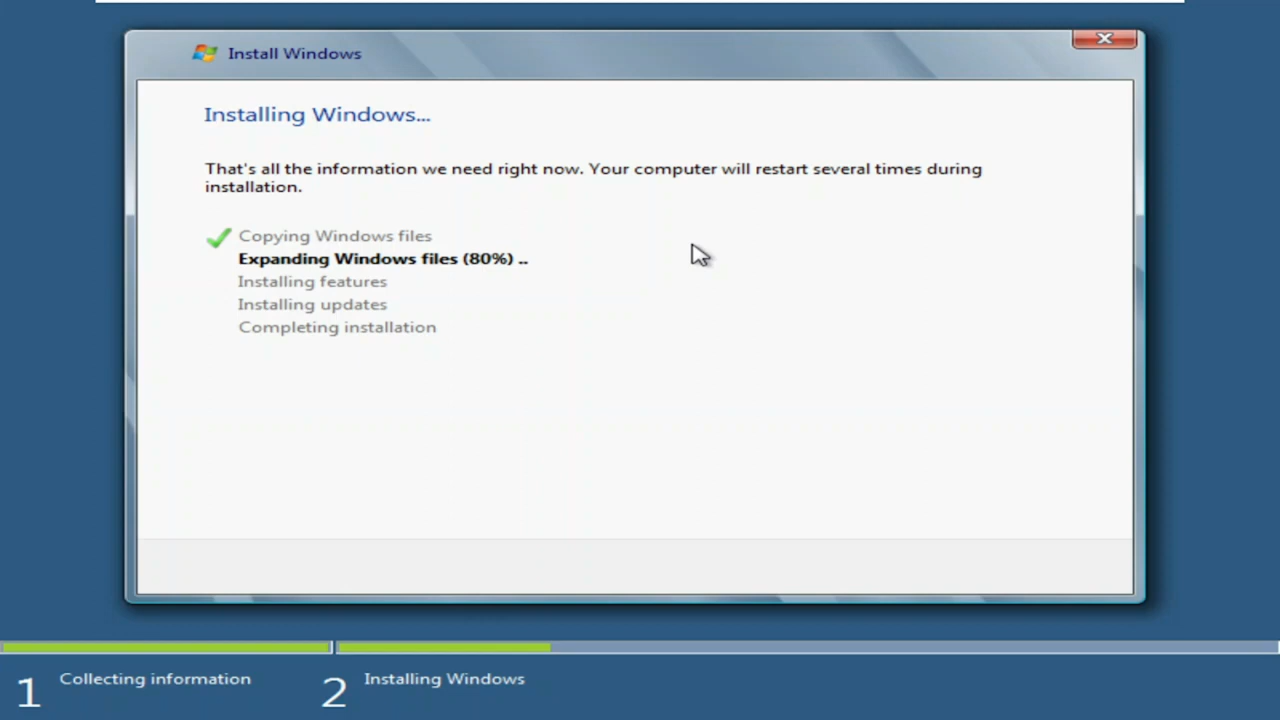 Install Windows
Installing Windows...
That's all the information we need right now. Your computer will restart several times during
installation.
Copying Windows files
Expanding Windows files (80%) ..
Installing features
Installing updates
Completing installation
1 Collecting information
2 Installing Windows